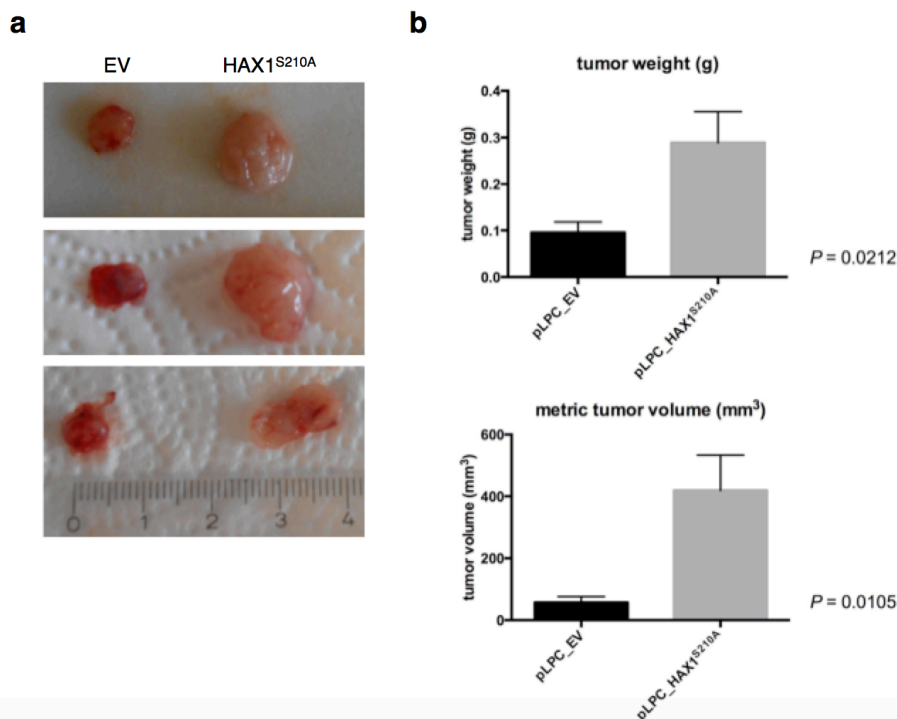 a
EV HAX1S210A
0 1 2 3 4
b
tumor weight (g)
tumor weight (g)
0.4
0.3
0.2
0.1
0.0
pLPC_EV
pLPC_HAX1S210A
P = 0.0212
metric tumor volume (mm3)
tumor volume (mm3)
600
400
200
0
pLPC_EV
pLPC_HAX1S210A
P = 0.0105